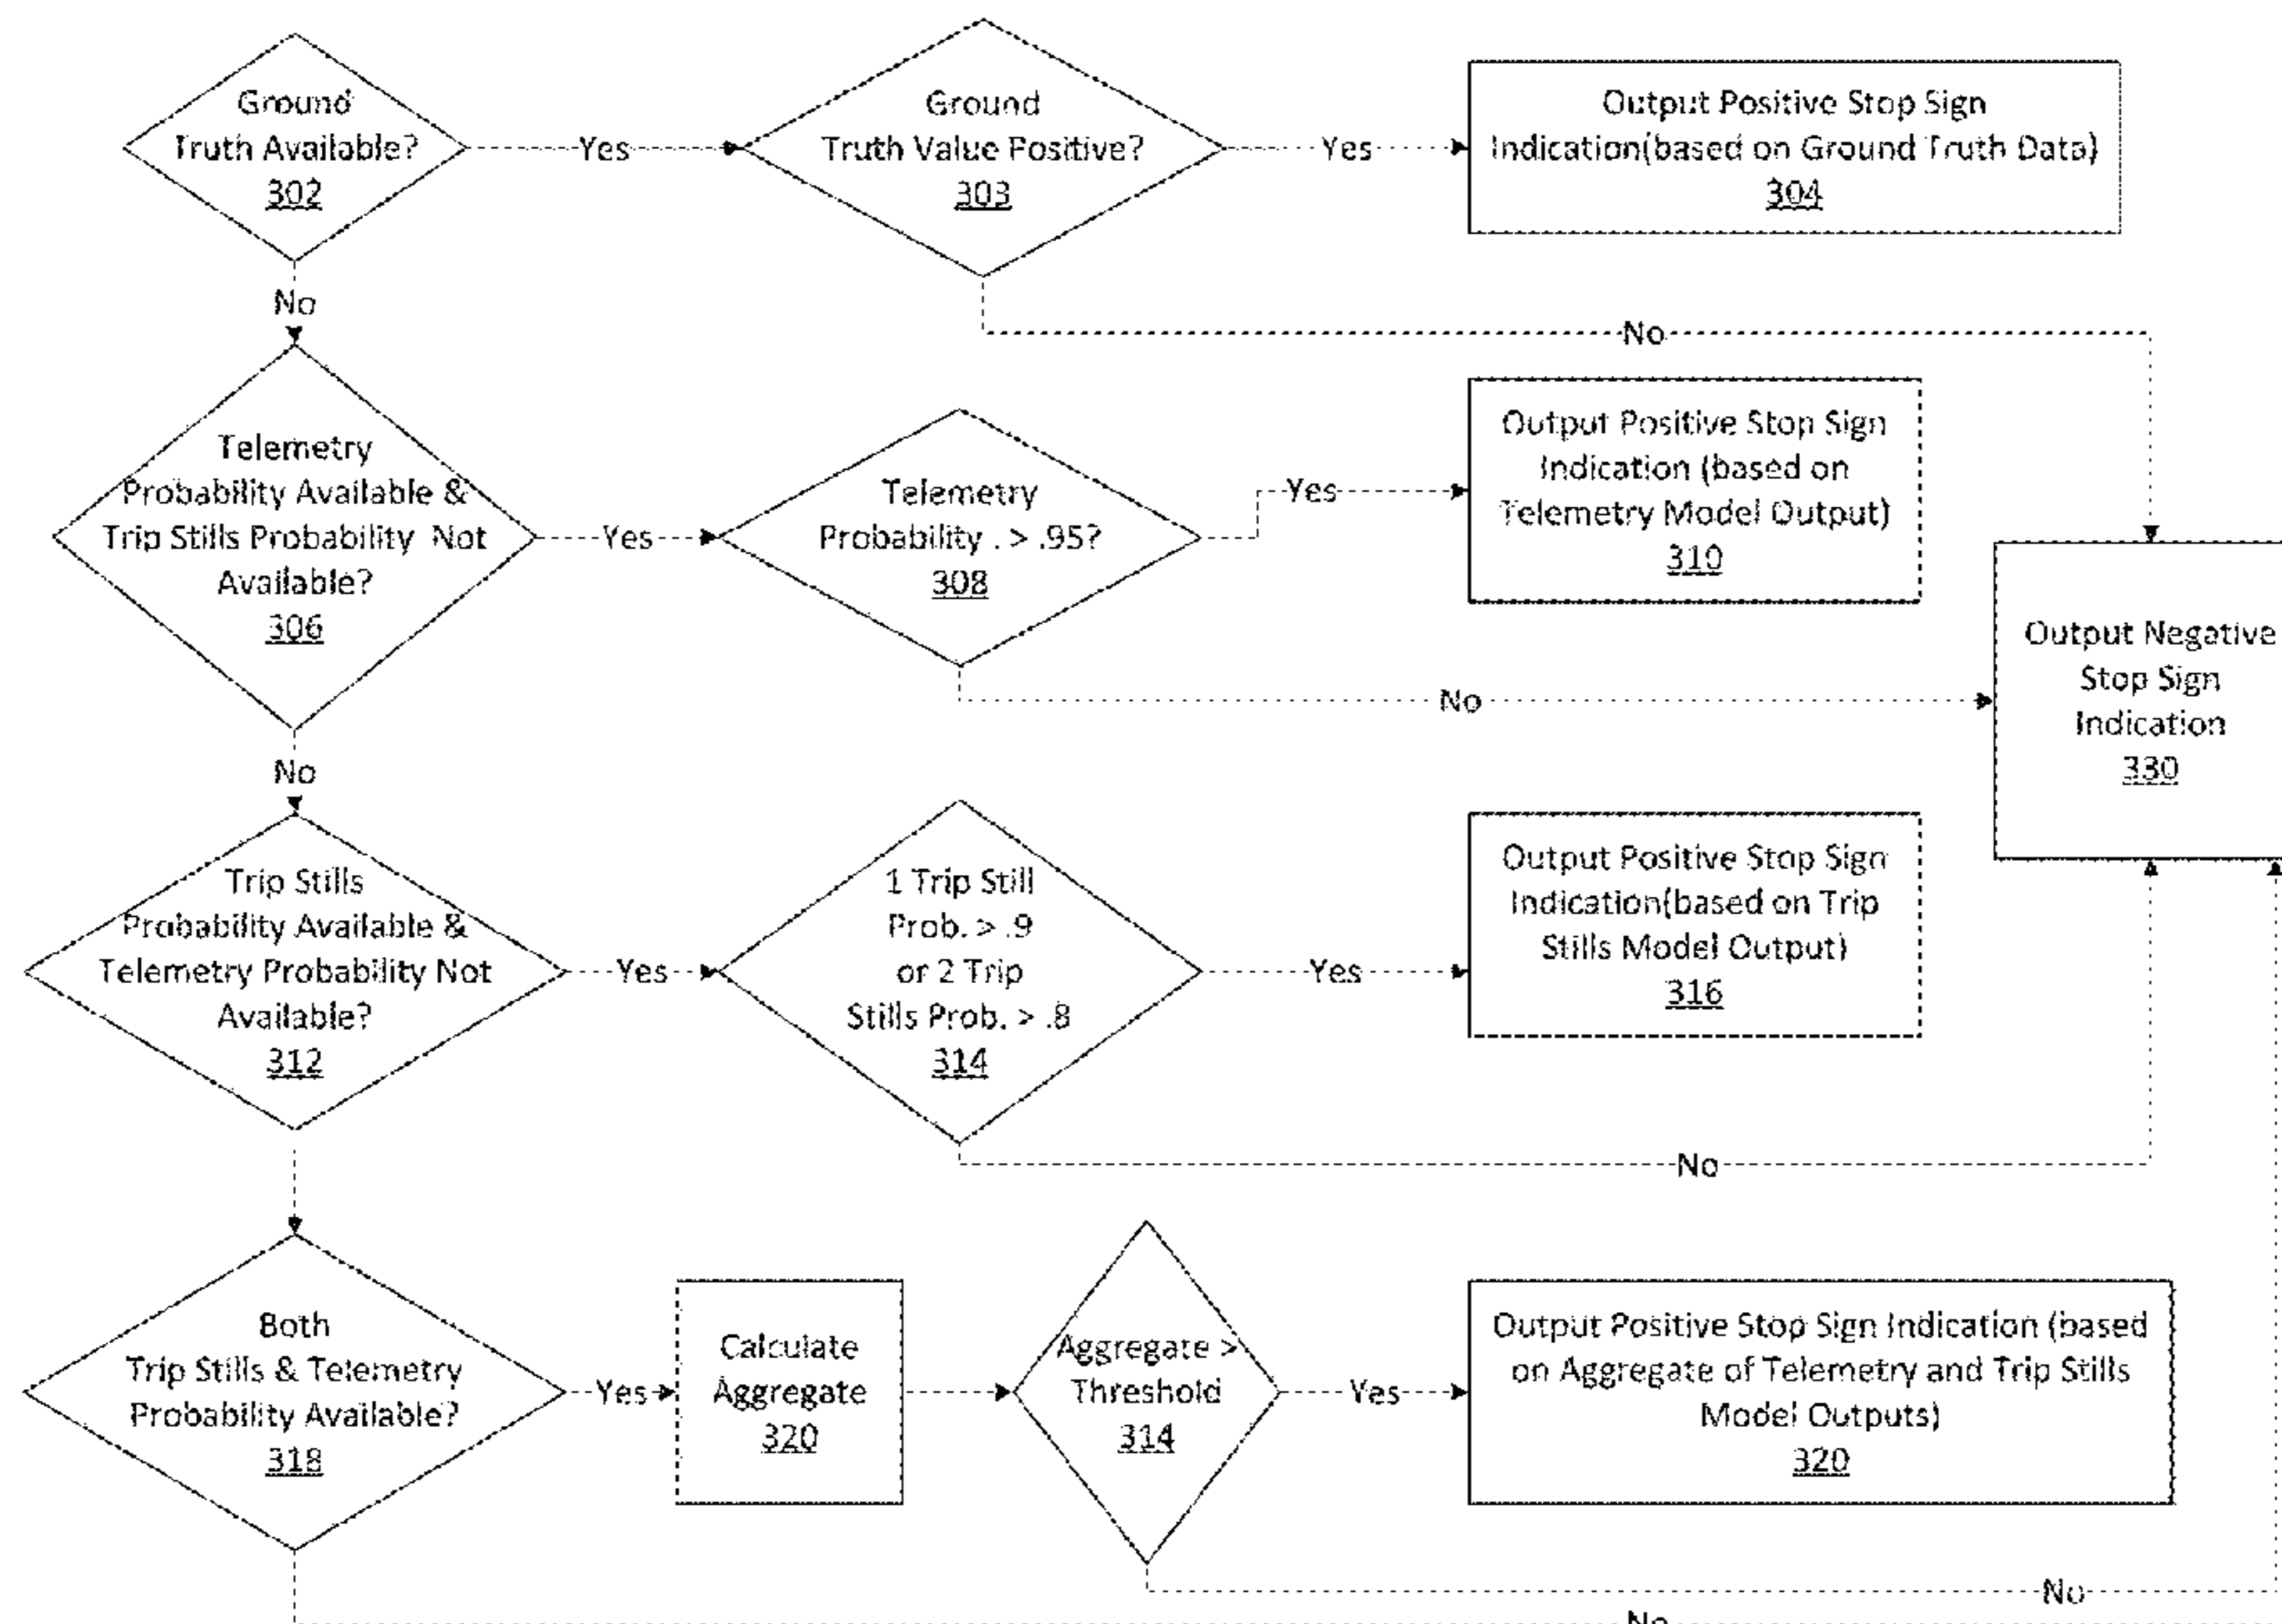 Ground
Truth Available?
302
Yes
Ground
Truth Value Positive?
303
Yes
Output Positive Stop Sign
Indication(based on Ground Truth Data)
304
No
No
Telemetry
Probability Available &
Trip Stills Probability Not
Available?
306
Yes
Telemetry
Probability . > .95?
308
Yes
Output Positive Stop Sign
Indication (based on
Telemetry Model Output)
310
No
Output Negative
Stop Sign
Indication
330
No
Trip Stills
Probability Available &
Telemetry Probability Not
Available?
312
Yes
1 Trip Still
Prob. > .9
or 2 Trip
Stills Prob. > .8
314
Yes
Output Positive Stop Sign
Indication(based on Trip
Stills Model Output)
316
No
Both
Trip Stills & Telemetry
Probability Available?
318
Yes
Calculate
Aggregate
320
Aggregate >
Threshold
314
Yes
Output Positive Stop Sign Indication (based
on Aggregate of Telemetry and Trip Stills
Model Outputs)
320
No
No